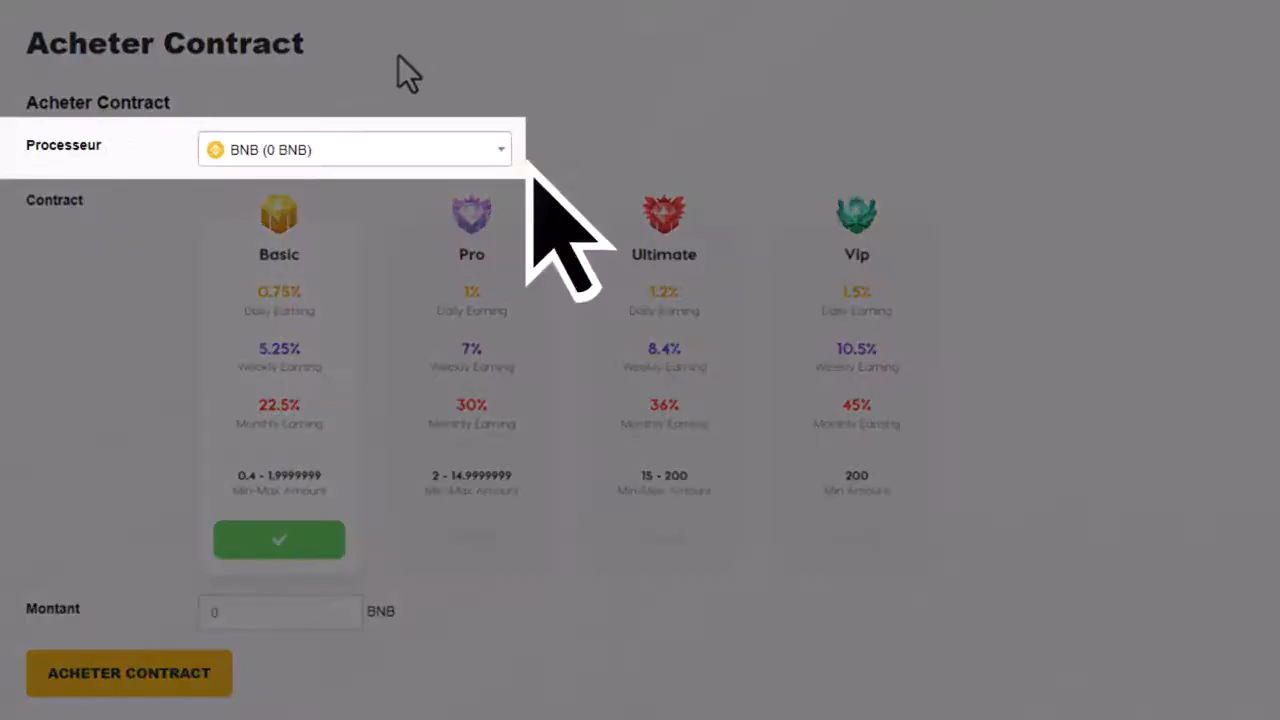 Acheter Contract
Acheter Contract
Processeur
BNB (0 BNB)
Contract
Basic
0.75%
Daily Earning
5.25%
Weekly Earning
22.5%
Monthly Earning
0.4 - 1.9999999
Min-Max Amount
Pro
1%
Daily Earning
7%
Weekly Earning
30%
Monthly Earning
2 - 14.9999999
Min-Max Amount
Ultimate
1.2%
Daily Earning
8.4%
Weekly Earning
36%
Monthly Earning
15 - 200
Min-Max Amount
Vip
1.5%
Daily Earning
10.5%
Weekly Earning
45%
Monthly Earning
200
Min Amount
Montant
0
BNB
ACHETER CONTRACT